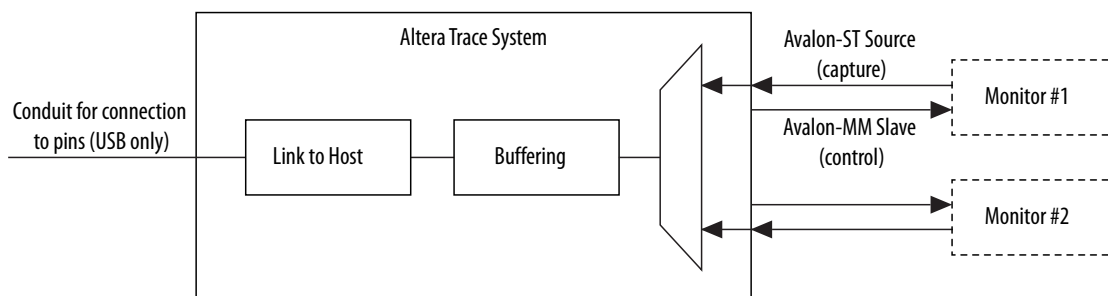 Altera Trace System
Avalon-ST Source
(capture)
Monitor #1
Conduit for connection
to pins (USB only)
Link to Host
Buffering
Avalon-MM Slave
(control)
Monitor #2